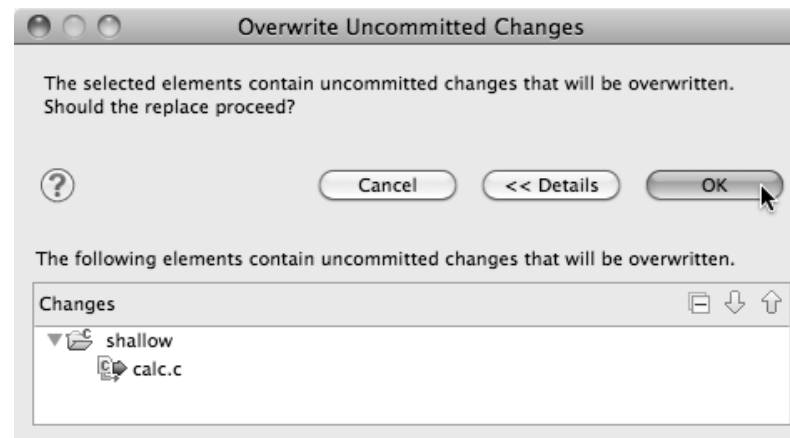 Overwrite Uncommitted Changes
The selected elements contain uncommitted changes that will be overwritten.
Should the replace proceed?
? Cancel << Details OK
The following elements contain uncommitted changes that will be overwritten.
Changes
shallow
calc.c